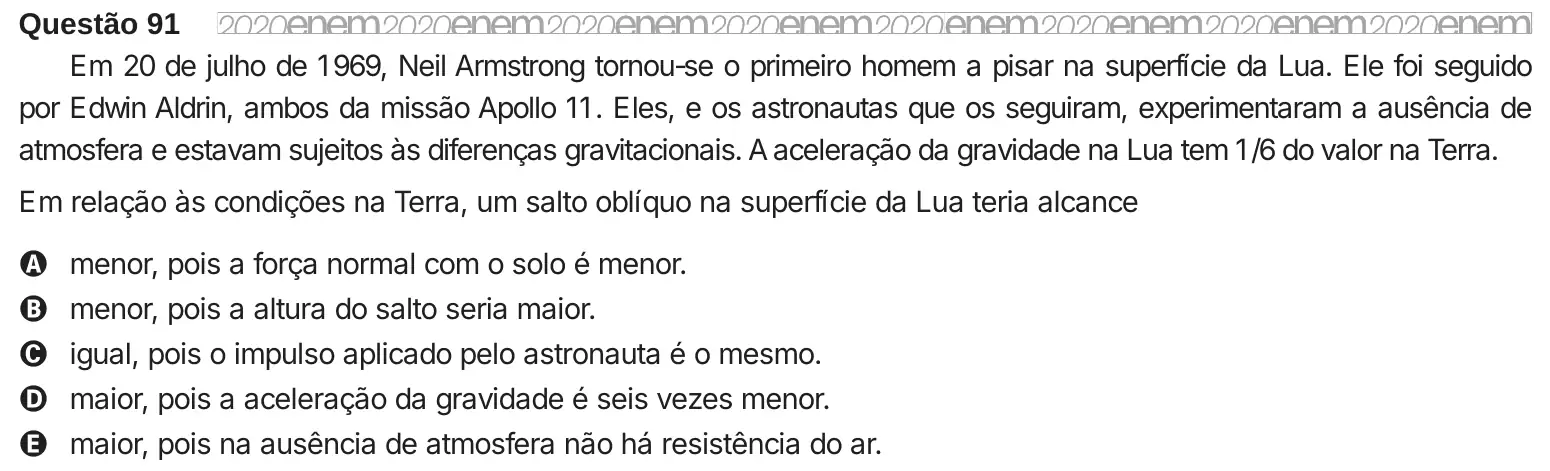 Questão 91 2020enem2020enem2020enem2020enem2020enem2020enem2020enem2020enem
Em 20 de julho de 1969, Neil Armstrong tornou-se o primeiro homem a pisar na superfície da Lua. Ele foi seguido
por Edwin Aldrin, ambos da missão Apollo 11. Eles, e os astronautas que os seguiram, experimentaram a ausência de
atmosfera e estavam sujeitos às diferenças gravitacionais. A aceleração da gravidade na Lua tem 1/6 do valor na Terra.
Em relação às condições na Terra, um salto oblíquo na superfície da Lua teria alcance
A menor, pois a força normal com o solo é menor.
B menor, pois a altura do salto seria maior.
C igual, pois o impulso aplicado pelo astronauta é o mesmo.
D maior, pois a aceleração da gravidade é seis vezes menor.
E maior, pois na ausência de atmosfera não há resistência do ar.